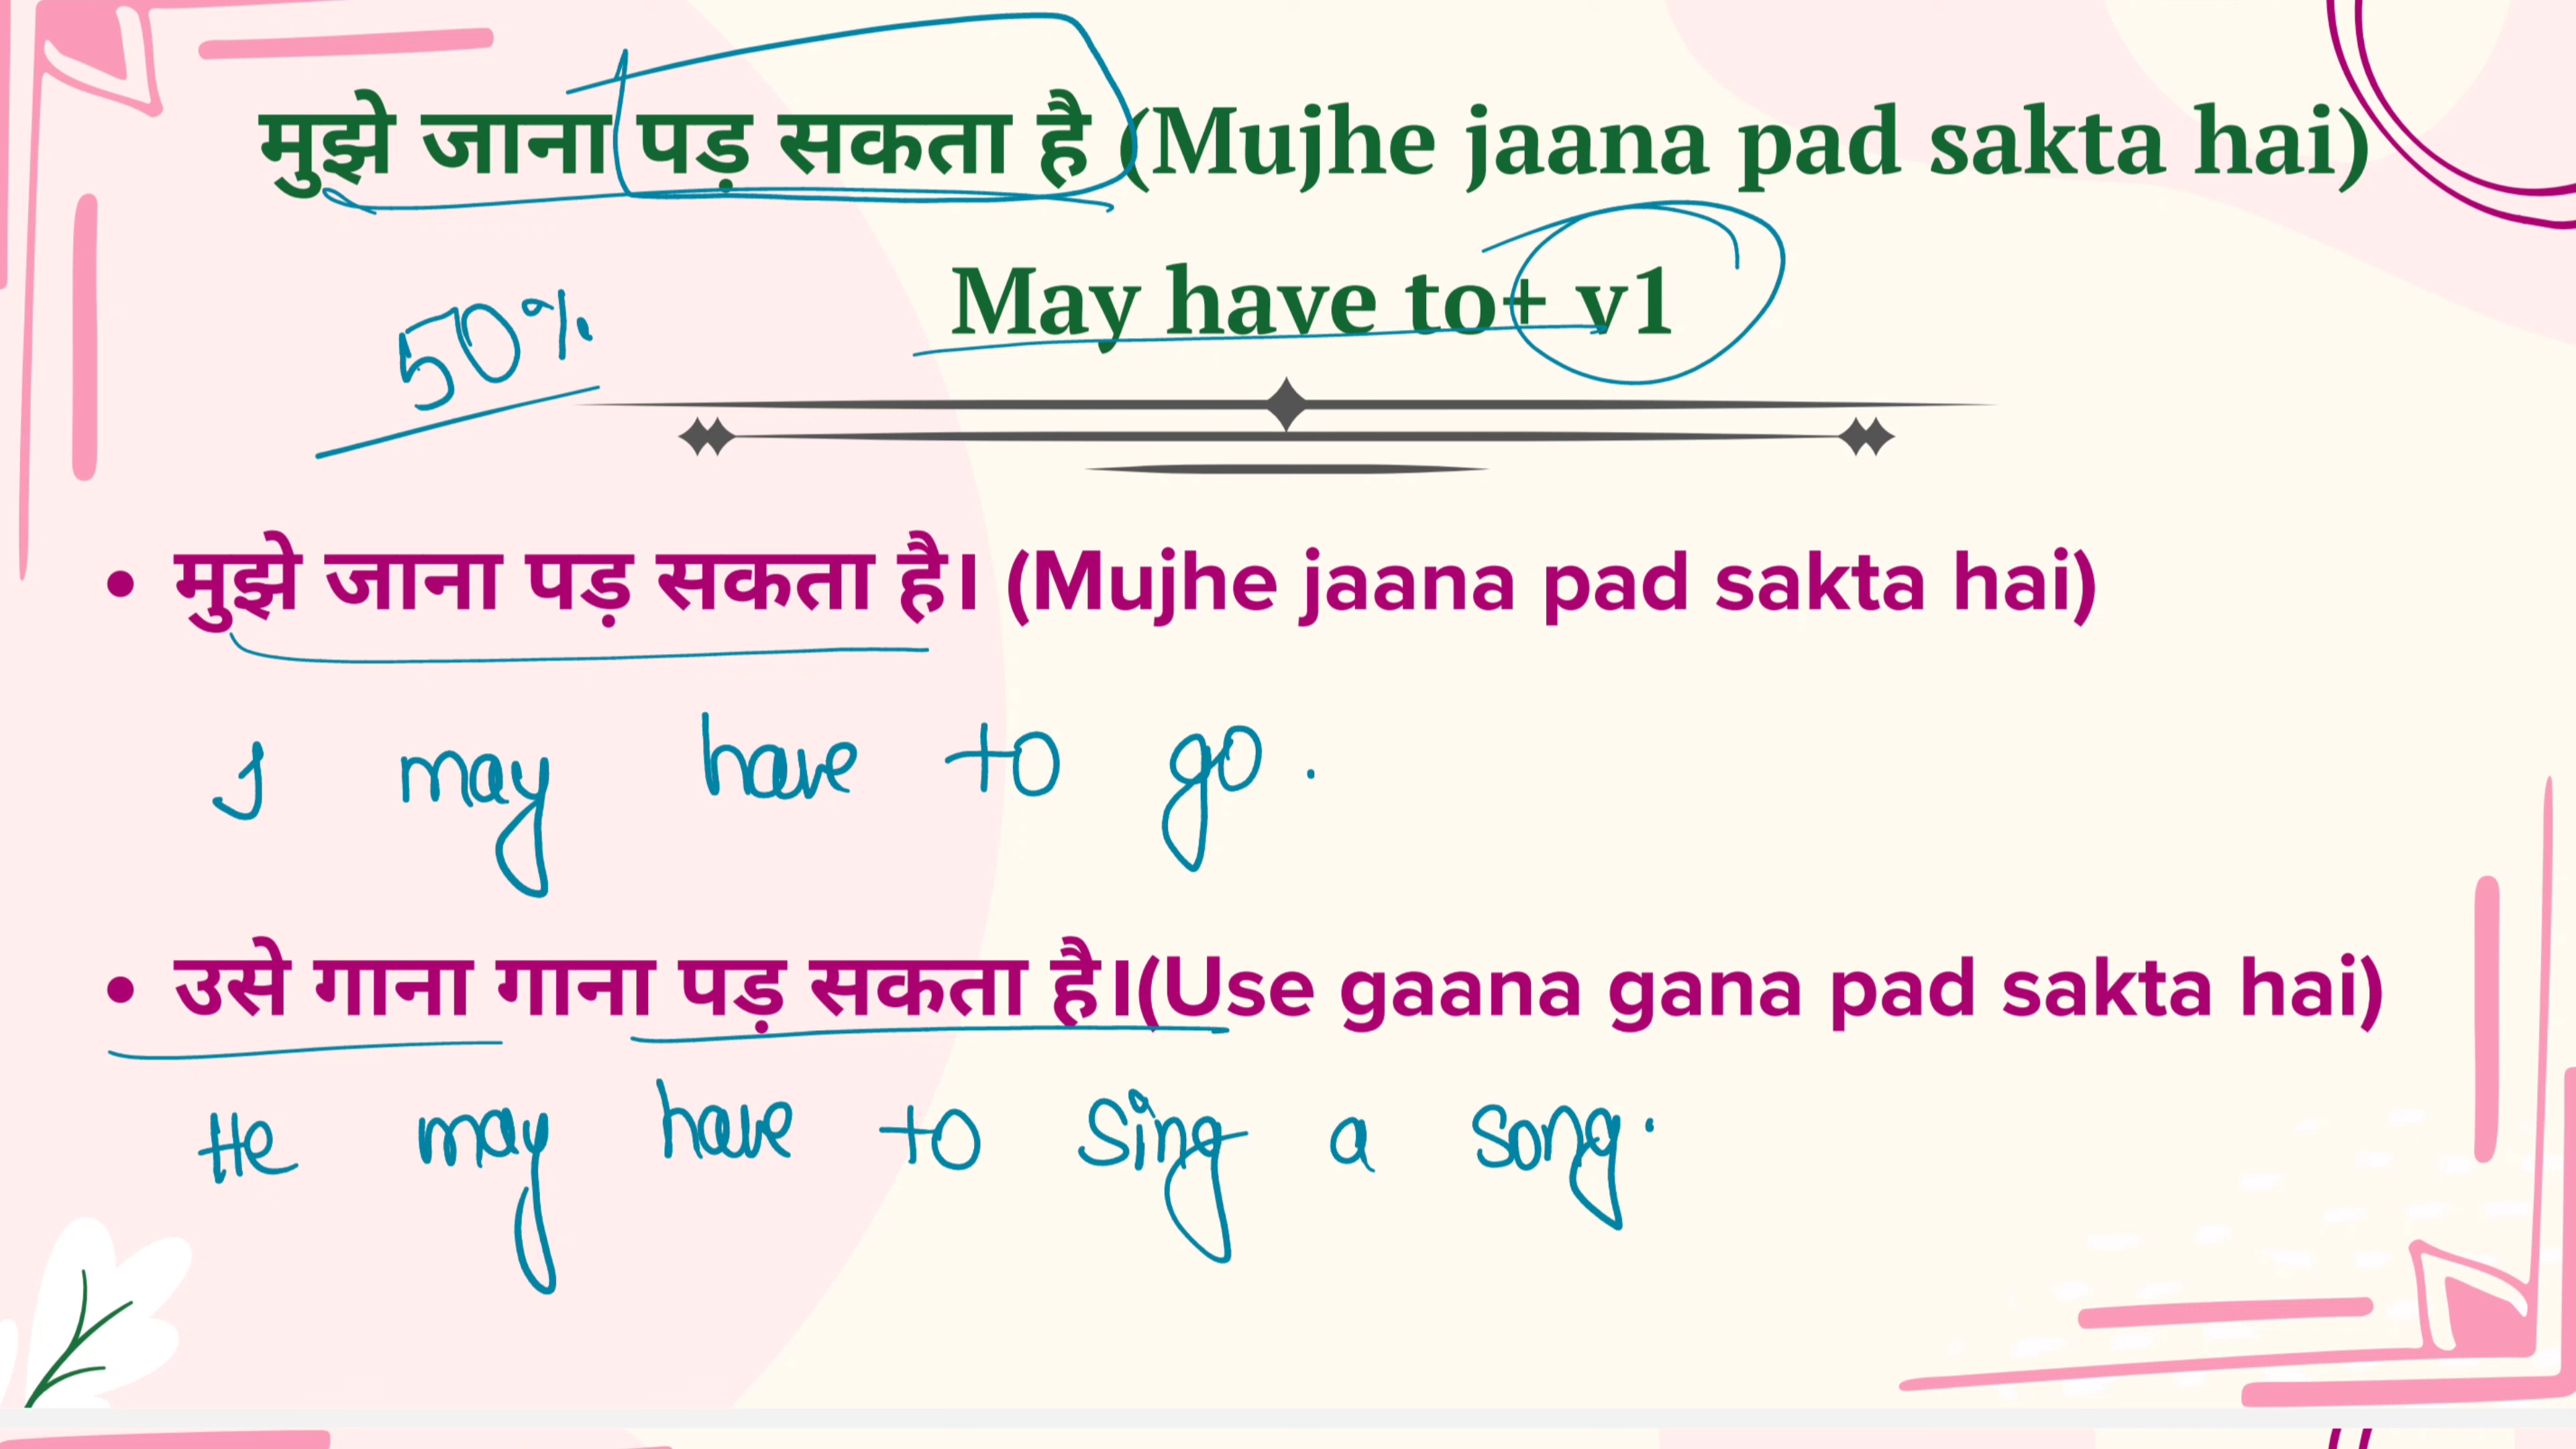 मुझे जाना पड़ सकता है (Mujhe jaana pad sakta hai)
May have to+ v1
50%
• मुझे जाना पड़ सकता है। (Mujhe jaana pad sakta hai)
I may have to go.
• उसे गाना गाना पड़ सकता है।(Use gaana gana pad sakta hai)
He may have to sing a song.